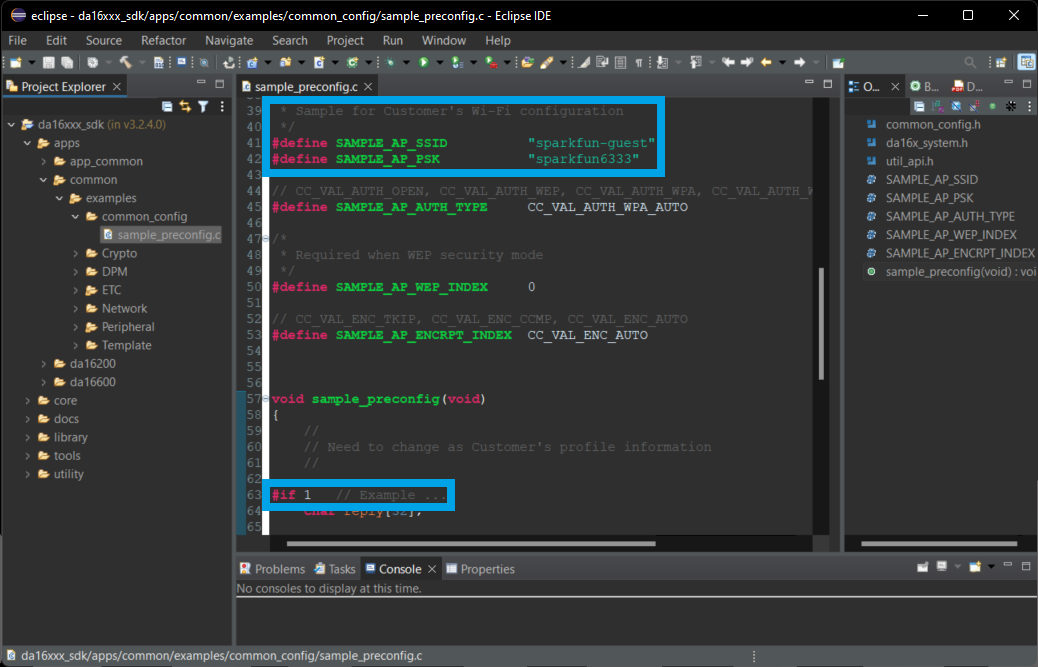 eclipse - da16xxx_sdk/apps/common/examples/common_config/sample_preconfig.c - Eclipse IDE
File Edit Source Refactor Navigate Search Project Run Window Help
Project Explorer
sample_preconfig.c
O...
B...
D...
da16xxx_sdk (in v3.2.4.0)
apps
app_common
common
examples
common_config
sample_preconfig.c
Crypto
DPM
ETC
Network
Peripheral
Template
da16200
da16600
core
docs
library
tools
utility
39 * Sample for Customer's Wi-Fi configuration
40 */
41 #define SAMPLE_AP_SSID "sparkfun-guest"
42 #define SAMPLE_AP_PSK "sparkfun6333"
44 // CC_VAL_AUTH_OPEN, CC_VAL_AUTH_WEP, CC_VAL_AUTH_WPA, CC_VAL_AUTH_W
45 #define SAMPLE_AP_AUTH_TYPE CC_VAL_AUTH_WPA_AUTO
46
47 /*
48 * Required when WEP security mode
49 */
50 #define SAMPLE_AP_WEP_INDEX 0
51
52 // CC_VAL_ENC_TKIP, CC_VAL_ENC_CCMP, CC_VAL_ENC_AUTO
53 #define SAMPLE_AP_ENCRPT_INDEX CC_VAL_ENC_AUTO
54
55
56
57 void sample_preconfig(void)
58 {
59 //
60 // Need to change as Customer's profile information
61 //
62
63 #if 1 // Example ...
64 char reply[32];
65
common_config.h
da16x_system.h
util_api.h
SAMPLE_AP_SSID
SAMPLE_AP_PSK
SAMPLE_AP_AUTH_TYPE
SAMPLE_AP_WEP_INDEX
SAMPLE_AP_ENCRPT_INDEX
sample_preconfig(void) : voi
Problems Tasks Console Properties
No consoles to display at this time.
da16xxx_sdk/apps/common/examples/common_config/sample_preconfig.c